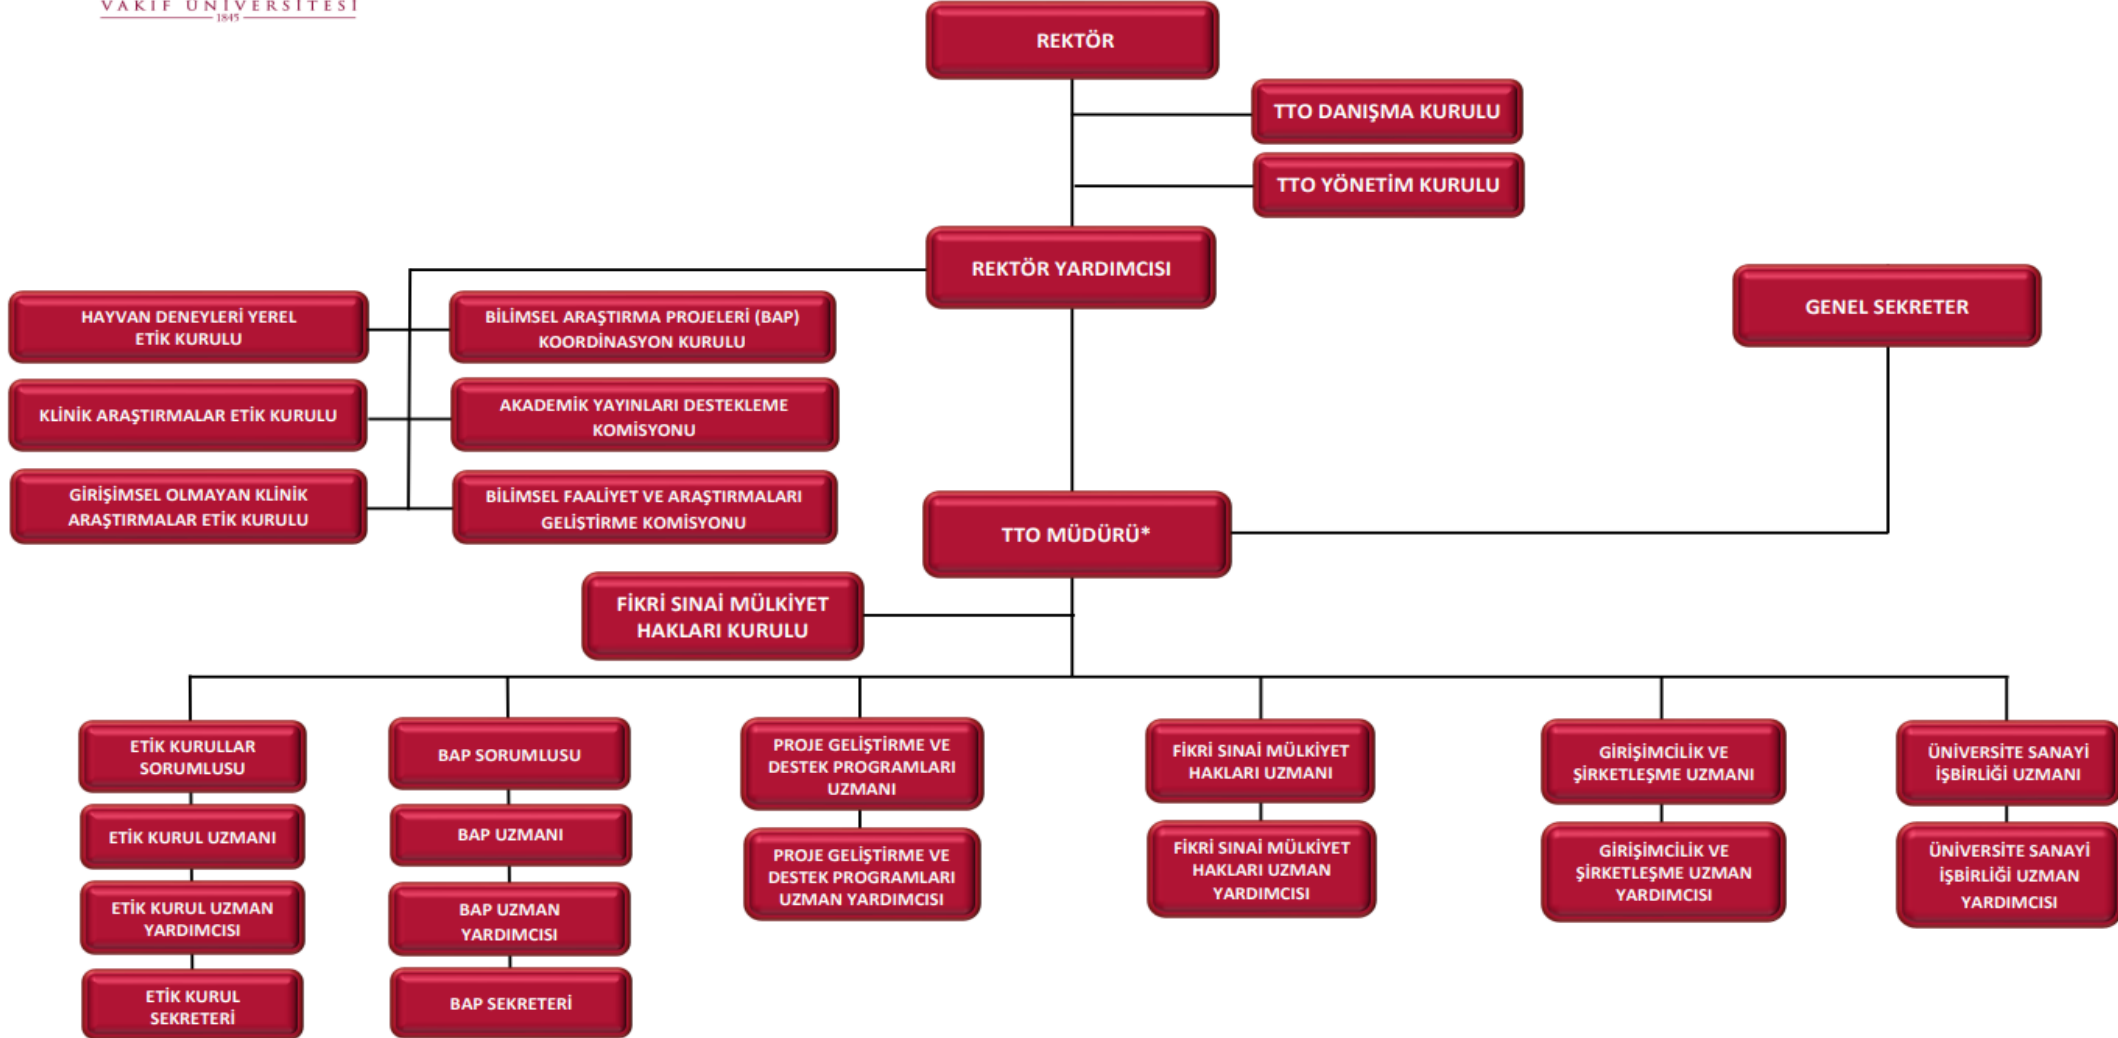 VAKIF ÜNİVERSİTESİ
1845
REKTÖR
TTO DANIŞMA KURULU
TTO YÖNETİM KURULU
REKTÖR YARDIMCISI
GENEL SEKRETER
HAYVAN DENEYLERİ YEREL
ETİK KURULU
BİLİMSEL ARAŞTIRMA PROJELERİ (BAP)
KOORDİNASYON KURULU
KLİNİK ARAŞTIRMALAR ETİK KURULU
AKADEMİK YAYINLARI DESTEKLEME
KOMİSYONU
GİRİŞİMSEL OLMAYAN KLİNİK
ARAŞTIRMALAR ETİK KURULU
BİLİMSEL FAALİYET VE ARAŞTIRMALARI
GELİŞTİRME KOMİSYONU
TTO MÜDÜRÜ*
FİKRİ SINAİ MÜLKİYET
HAKLARI KURULU
ETİK KURULLAR
SORUMLUSU
BAP SORUMLUSU
PROJE GELİŞTİRME VE
DESTEK PROGRAMLARI
UZMANI
FİKRİ SINAİ MÜLKİYET
HAKLARI UZMANI
GİRİŞİMCİLİK VE
ŞİRKETLEŞME UZMANI
ÜNİVERSİTE SANAYİ
İŞBİRLİĞİ UZMANI
ETİK KURUL UZMANI
BAP UZMANI
PROJE GELİŞTİRME VE
DESTEK PROGRAMLARI
UZMAN YARDIMCISI
FİKRİ SINAİ MÜLKİYET
HAKLARI UZMAN
YARDIMCISI
GİRİŞİMCİLİK VE
ŞİRKETLEŞME UZMAN
YARDIMCISI
ÜNİVERSİTE SANAYİ
İŞBİRLİĞİ UZMAN
YARDIMCISI
ETİK KURUL UZMAN
YARDIMCISI
BAP UZMAN
YARDIMCISI
ETİK KURUL
SEKRETERİ
BAP SEKRETERİ